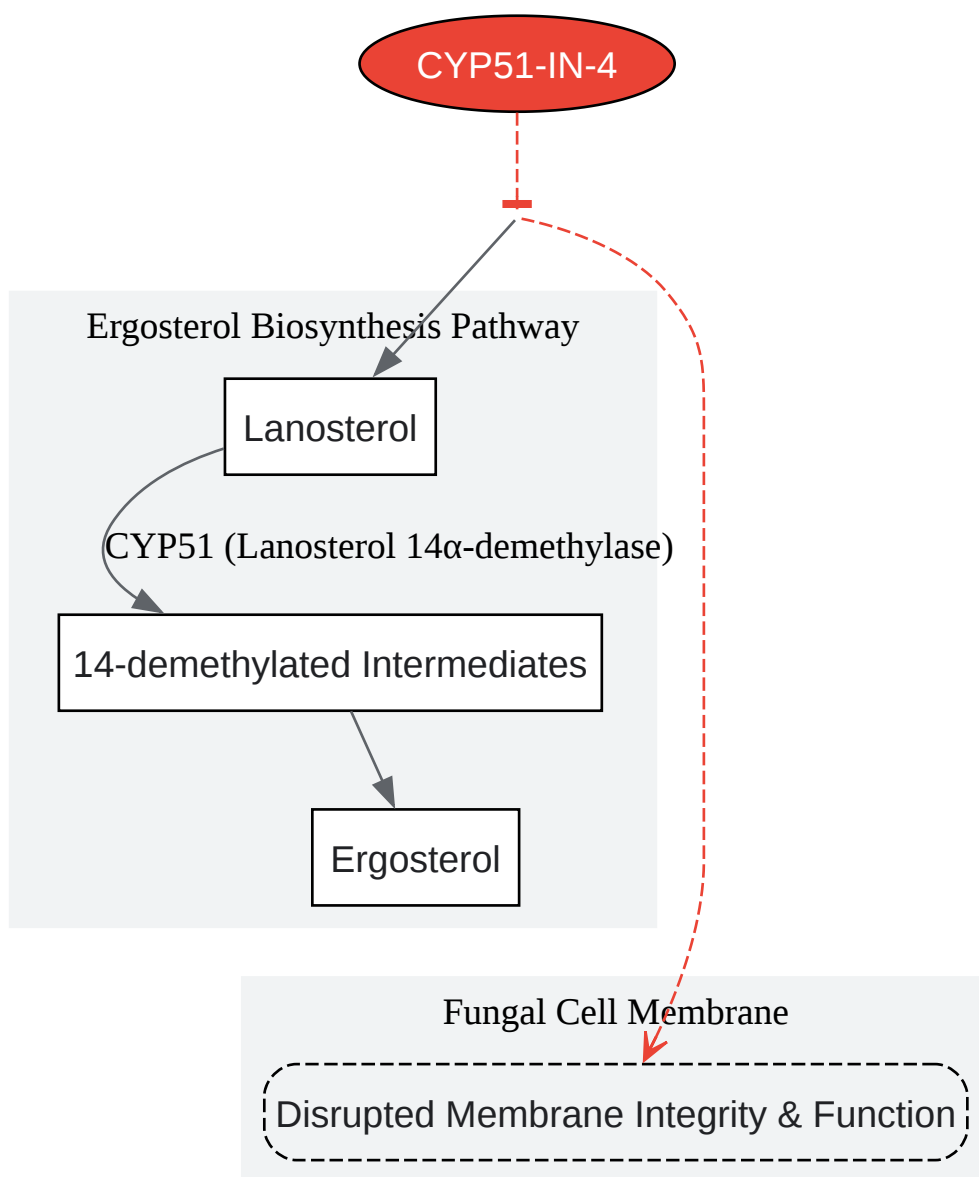 CYP51-IN-4
Ergosterol Biosynthesis Pathway
Lanosterol
CYP51 (Lanosterol 14α-demethylase)
14-demethylated Intermediates
Ergosterol
Fungal Cell Membrane
Disrupted Membrane Integrity & Function